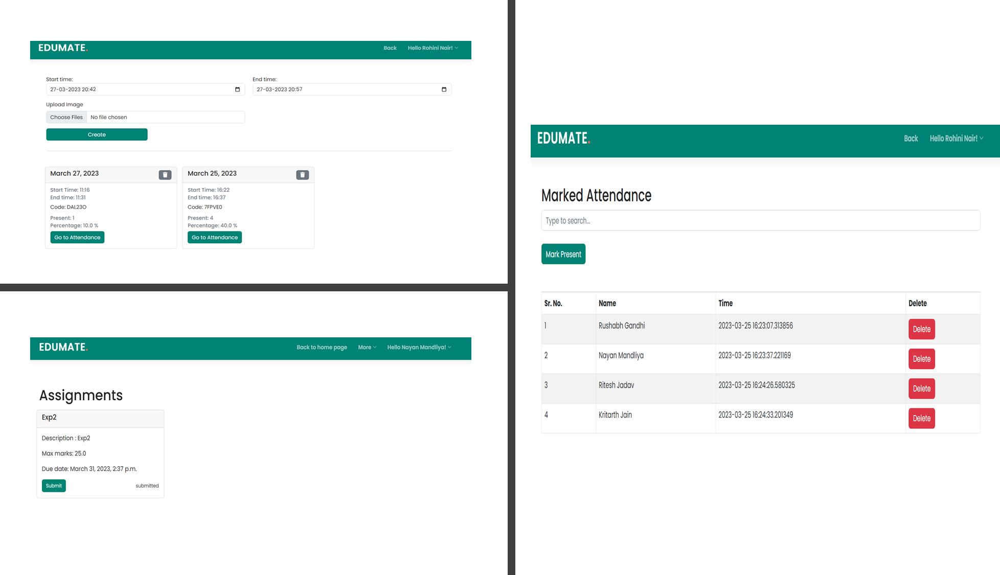 EDUMATE.
Back Hello Rohini Nair!
Start time: End time:
27-03-2023 20:42 27-03-2023 20:57
Upload Image
Choose Files No file chosen
Create
March 27, 2023
Start Time: 11:16
End time: 11:31
Code: DAL23O
Present: 1
Percentage: 10.0 %
Go to Attendance
March 25, 2023
Start Time: 16:22
End time: 16:37
Code: 7FPVE0
Present: 4
Percentage: 40.0 %
Go to Attendance
EDUMATE.
Back to home page More Hello Nayan Mandliya!
Assignments
Exp2
Description : Exp2
Max marks: 25.0
Due date: March 31, 2023, 2:37 p.m.
Submit submitted
EDUMATE.
Back Hello Rohini Nair!
Marked Attendance
Type to search...
Mark Present
Sr. No. Name Time Delete
1 Rushabh Gandhi 2023-03-25 16:23:07.313856 Delete
2 Nayan Mandliya 2023-03-25 16:23:37.221169 Delete
3 Ritesh Jadav 2023-03-25 16:24:26.580325 Delete
4 Kritarth Jain 2023-03-25 16:24:33.201349 Delete